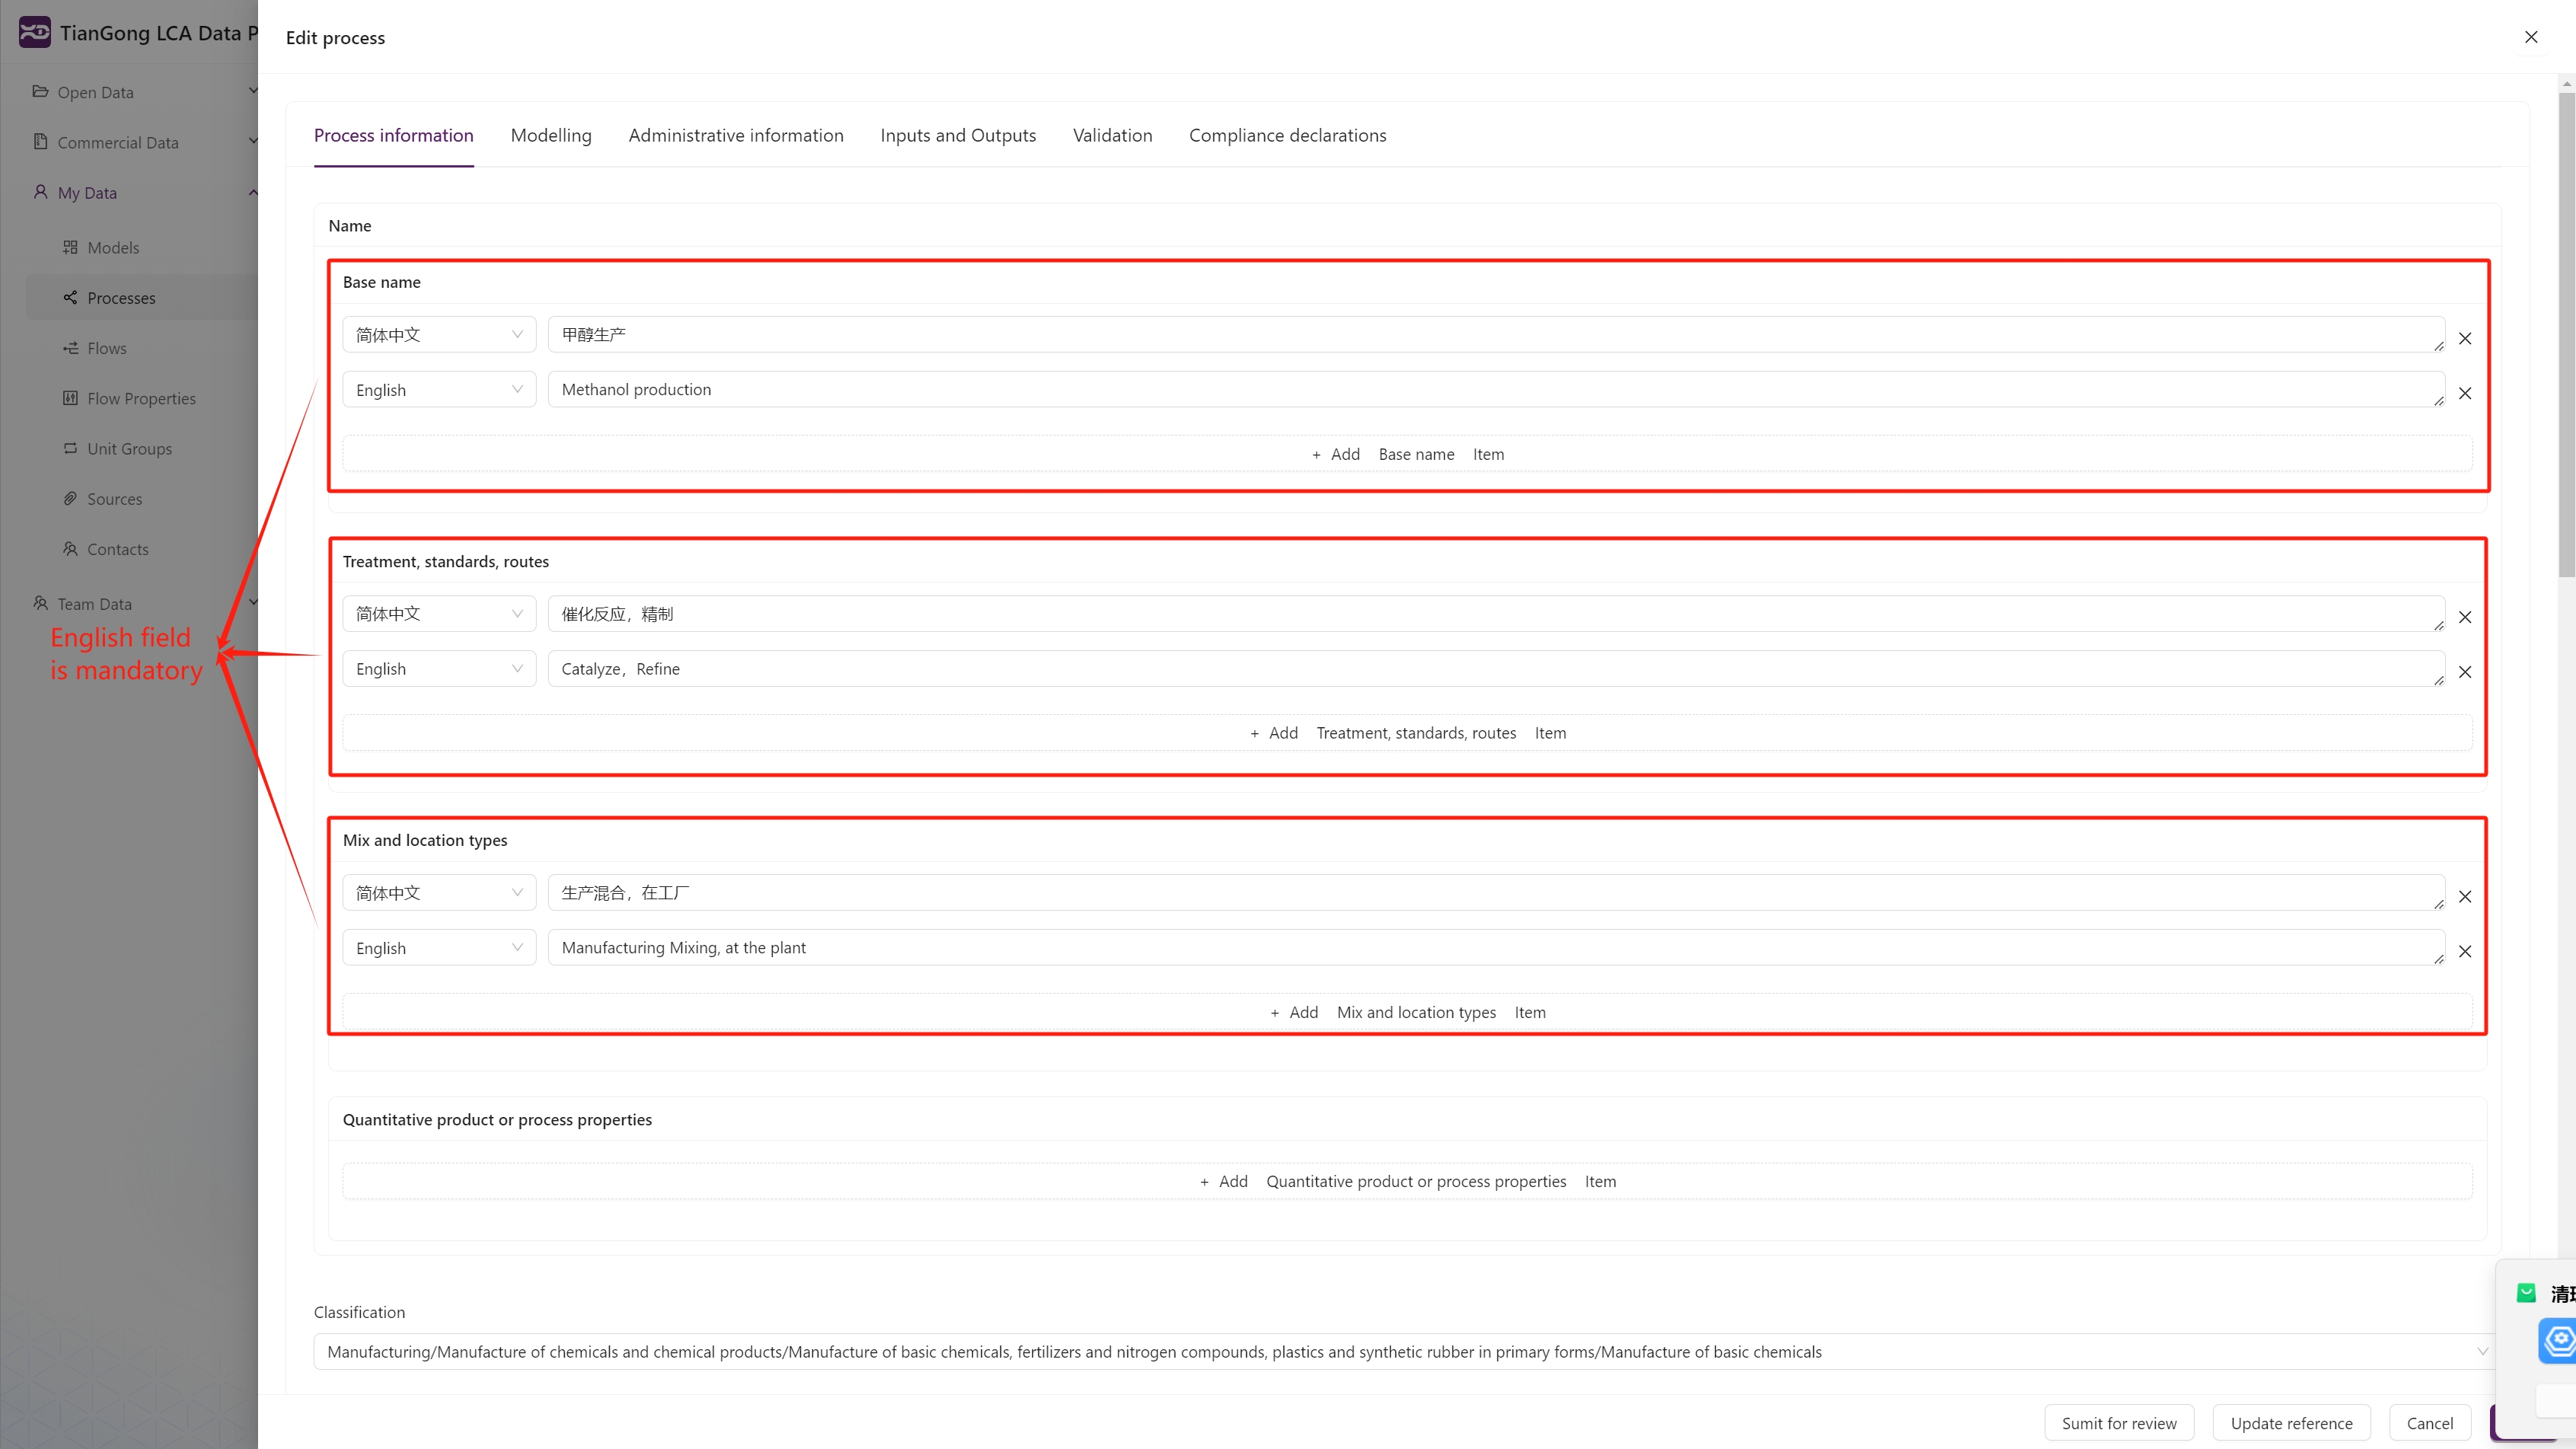 TianGong LCA Data P
Open Data
Commercial Data
My Data
Models
Processes
Flows
Flow Properties
Unit Groups
Sources
Contacts
Team Data
English field
is mandatory
Edit process
Process information
Modelling
Administrative information
Inputs and Outputs
Validation
Compliance declarations
Name
Base name
简体中文
甲醇生产
English
Methanol production
+ Add Base name Item
Treatment, standards, routes
简体中文
催化反应，精制
English
Catalyze，Refine
+ Add Treatment, standards, routes Item
Mix and location types
简体中文
生产混合，在工厂
English
Manufacturing Mixing, at the plant
+ Add Mix and location types Item
Quantitative product or process properties
+ Add Quantitative product or process properties Item
Classification
Manufacturing/Manufacture of chemicals and chemical products/Manufacture of basic chemicals, fertilizers and nitrogen compounds, plastics and synthetic rubber in primary forms/Manufacture of basic chemicals
清
Sumit for review
Update reference
Cancel